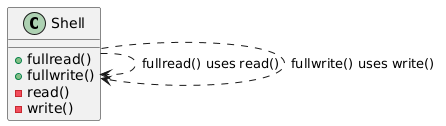 C Shell
fullread()
fullwrite()
read()
write()
fullread() uses read()
fullwrite() uses write()